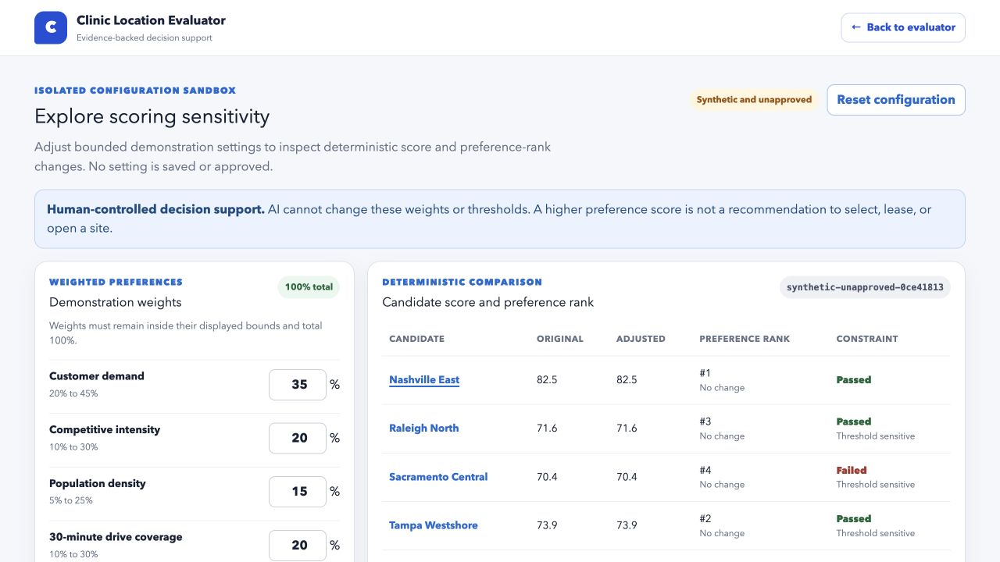 C
Clinic Location Evaluator
Evidence-backed decision support
← Back to evaluator
ISOLATED CONFIGURATION SANDBOX
Explore scoring sensitivity
Adjust bounded demonstration settings to inspect deterministic score and preference-rank
changes. No setting is saved or approved.
Synthetic and unapproved
Reset configuration
Human-controlled decision support. AI cannot change these weights or thresholds. A higher preference score is not a recommendation to select, lease, or
open a site.
WEIGHTED PREFERENCES
Demonstration weights
100% total
Weights must remain inside their displayed bounds and total
100%.
Customer demand
20% to 45%
35 %
Competitive intensity
10% to 30%
20 %
Population density
5% to 25%
15 %
30-minute drive coverage
10% to 30%
20 %
DETERMINISTIC COMPARISON
Candidate score and preference rank
synthetic-unapproved-0ce41813
CANDIDATE ORIGINAL ADJUSTED PREFERENCE RANK CONSTRAINT
Nashville East 82.5 82.5 #1 Passed
No change
Raleigh North 71.6 71.6 #3 Passed
No change Threshold sensitive
Sacramento Central 70.4 70.4 #4 Failed
No change Threshold sensitive
Tampa Westshore 73.9 73.9 #2 Passed
No change Threshold sensitive